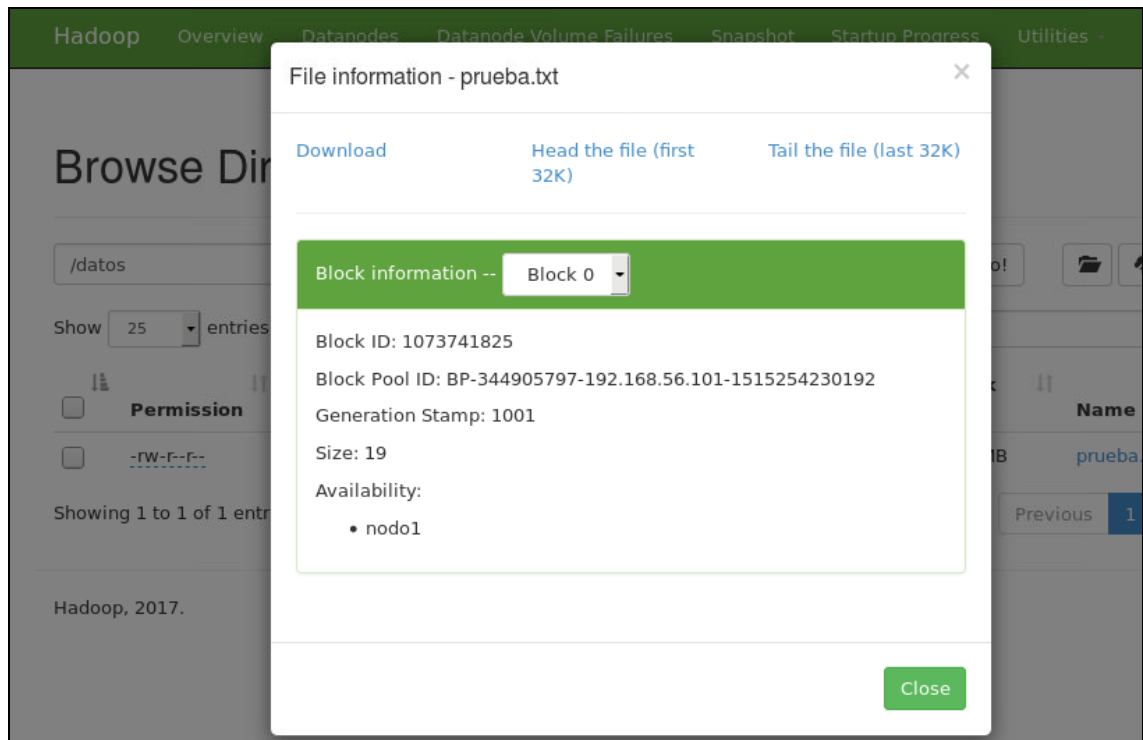 Hadoop Overview Datanodes Datanode Volume Failures Snapshot Startup Progress Utilities
File information - prueba.txt ×
Download Head the file (first 32K) Tail the file (last 32K)
Browse Dir
/datos
Block information -- Block 0
o!
Show 25 entries
Block ID: 1073741825
Block Pool ID: BP-344905797-192.168.56.101-1515254230192
Permission Name
Generation Stamp: 1001
-rw-r--r-- prueba.
Size: 19
Availability:
Showing 1 to 1 of 1 entr Previous 1
• nodo1
Hadoop, 2017.
Close